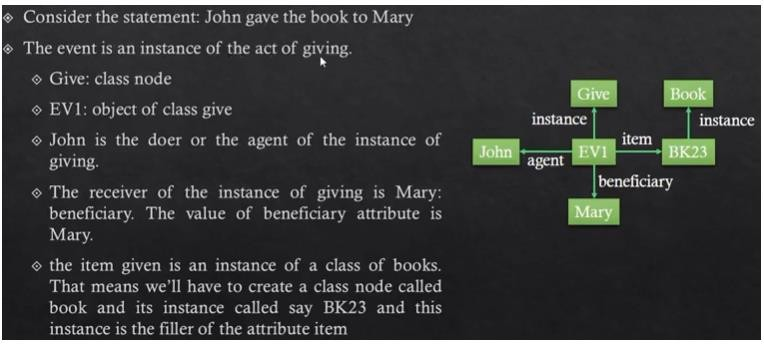 Consider the statement: John gave the book to Mary
The event is an instance of the act of giving.
Give: class node
EV1: object of class give
John is the doer or the agent of the instance of
giving.
The receiver of the instance of giving is Mary:
beneficiary. The value of beneficiary attribute is
Mary.
the item given is an instance of a class of books.
That means we'll have to create a class node called
book and its instance called say BK23 and this
instance is the filler of the attribute item
Give
Book
instance
instance
John
agent
EV1
item
BK23
beneficiary
Mary